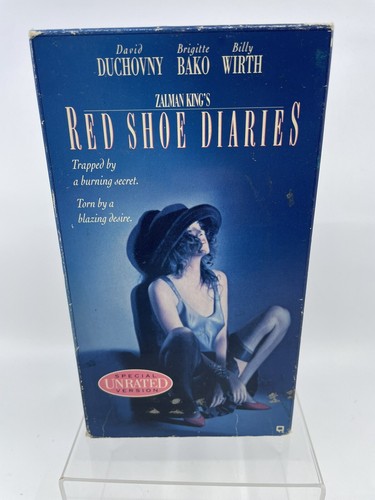 David Brigitte Billy
DUCHOVNY BAKO WIRTH
ZALMAN KING'S
RED SHOE DIARIES
Trapped by
a burning secret.
Torn by a
blazing desire.
SPECIAL
UNRATED
VERSION